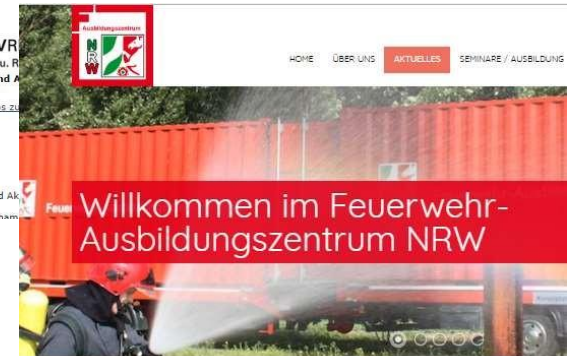 Ausbildungszentrum
NRW
HOME ÜBER UNS AKTUELLES SEMINARE / AUSBILDUNG
Willkommen im Feuerwehr-
Ausbildungszentrum NRW